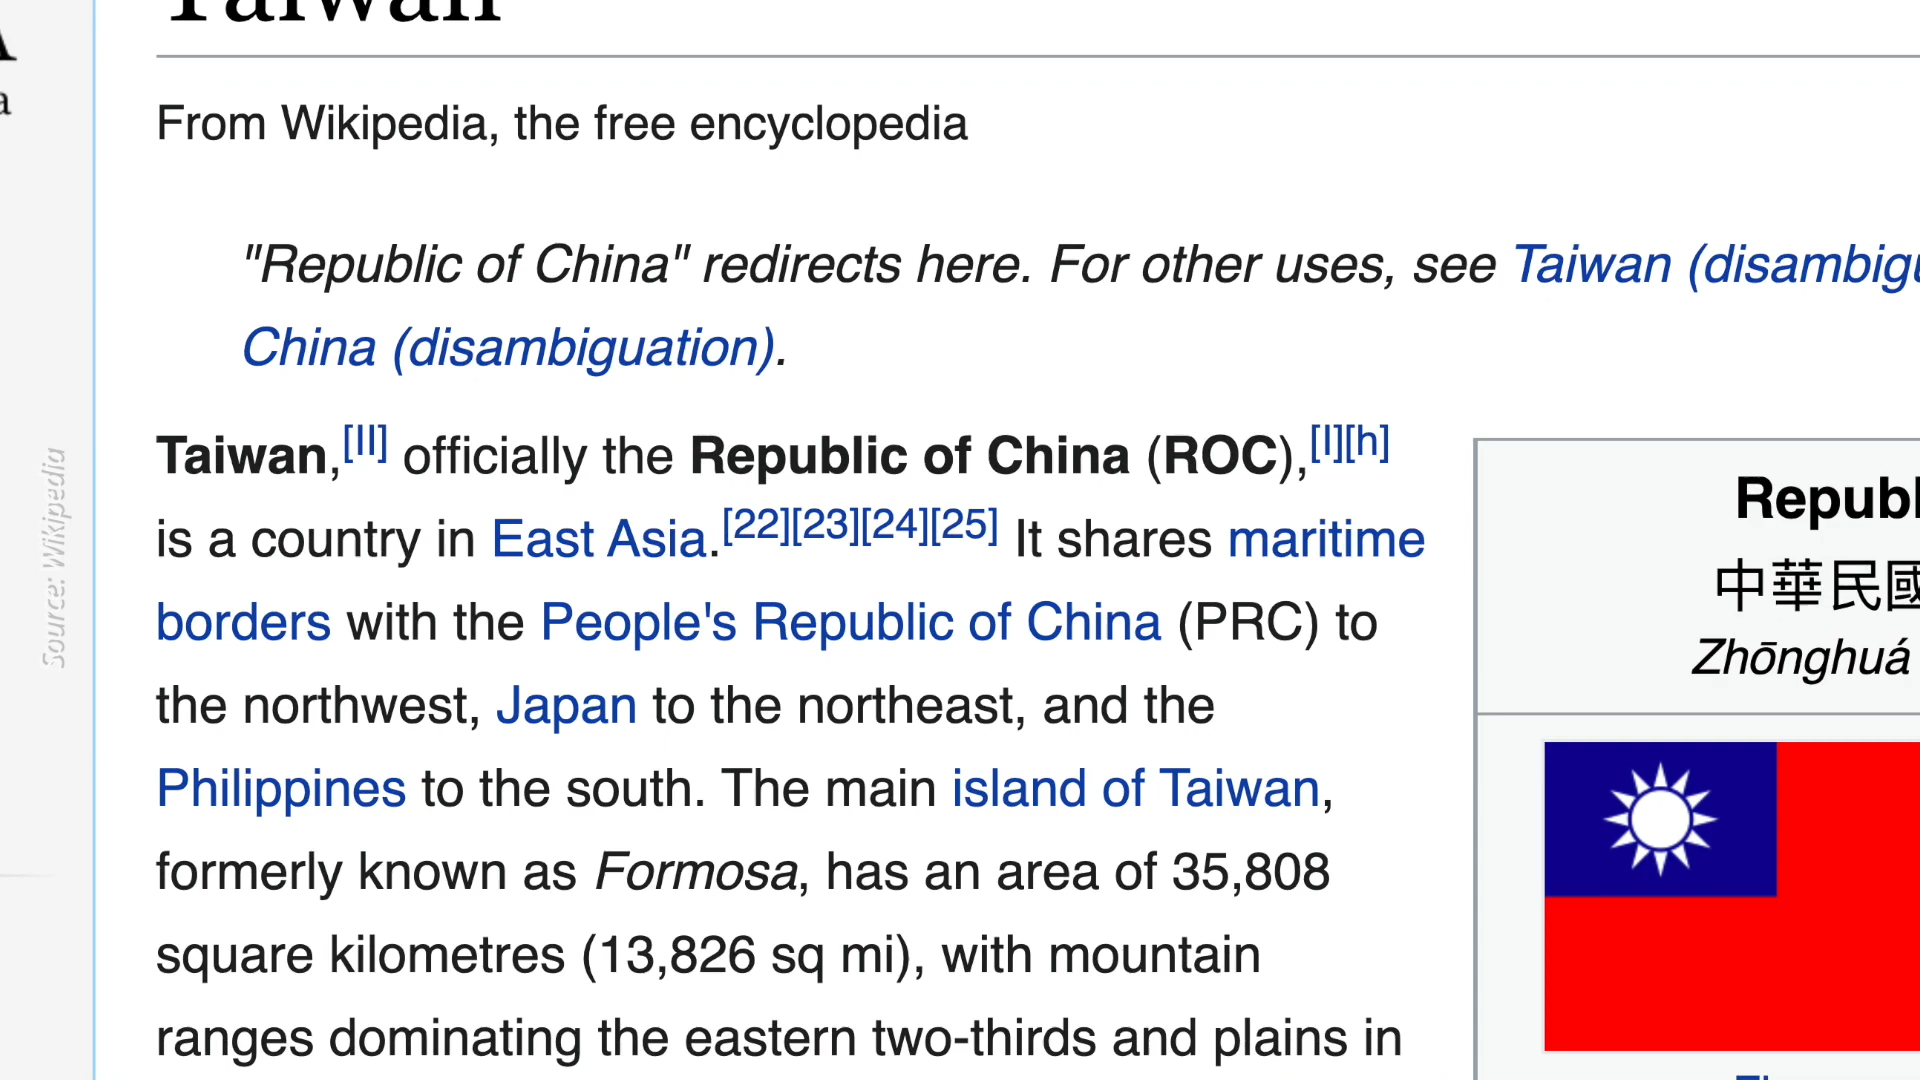 Taiwan
From Wikipedia, the free encyclopedia
"Republic of China" redirects here. For other uses, see Taiwan (disambigu
China (disambiguation).
Taiwan,[II] officially the Republic of China (ROC),[I][h]
is a country in East Asia.[22][23][24][25] It shares maritime
borders with the People's Republic of China (PRC) to
the northwest, Japan to the northeast, and the
Philippines to the south. The main island of Taiwan,
formerly known as Formosa, has an area of 35,808
square kilometres (13,826 sq mi), with mountain
ranges dominating the eastern two-thirds and plains in
Republ
中華民國
Zhōnghuá
Source: Wikipedia